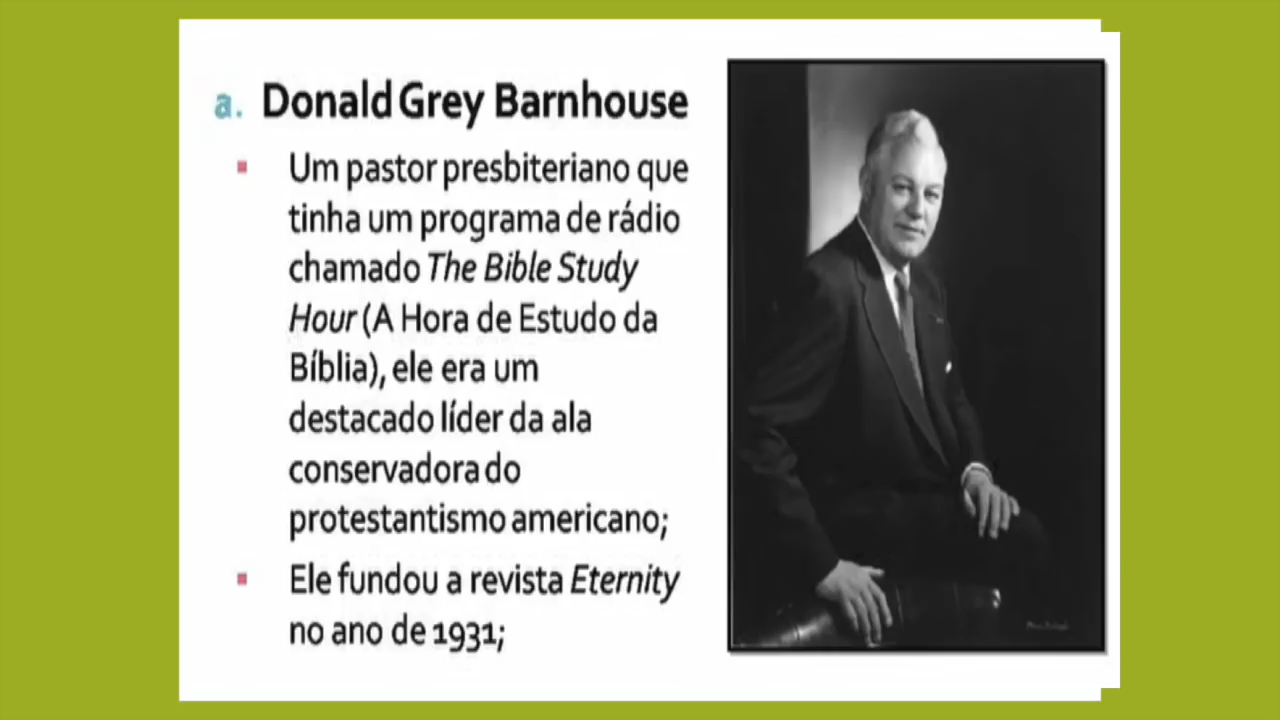 a. Donald Grey Barnhouse
▪ Um pastor presbiteriano que
tinha um programa de rádio
chamado The Bible Study
Hour (A Hora de Estudo da
Bíblia), ele era um
destacado líder da ala
conservadora do
protestantismo americano;
▪ Ele fundou a revista Eternity
no ano de 1931;